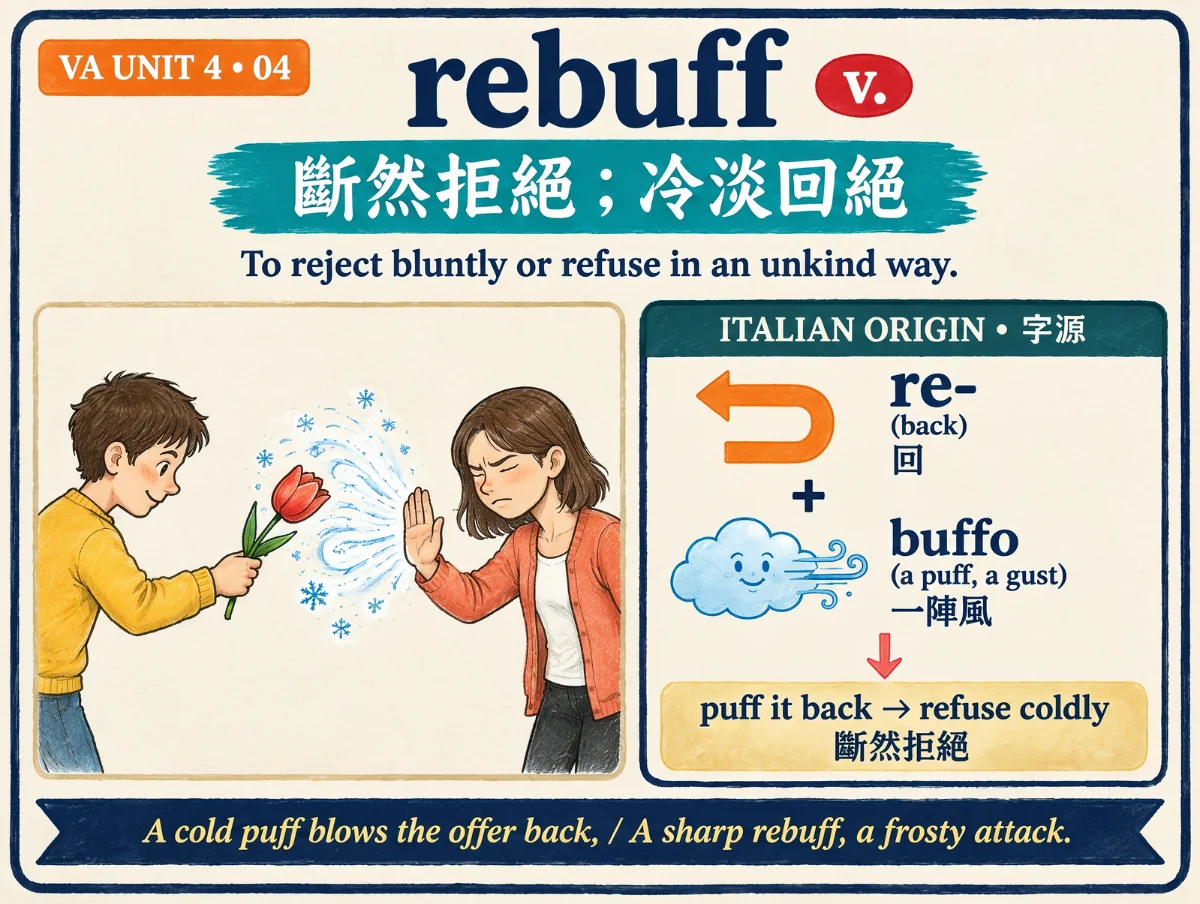 VA UNIT 4 • 04
rebuff v.
斷然拒絕；冷淡回絕
To reject bluntly or refuse in an unkind way.
ITALIAN ORIGIN • 字源
re-
(back)
回
+
buffo
(a puff, a gust)
一陣風
puff it back → refuse coldly
斷然拒絕
A cold puff blows the offer back, / A sharp rebuff, a frosty attack.